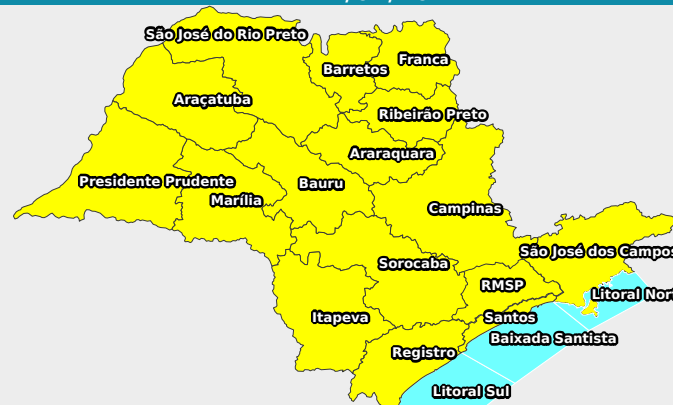 São José do Rio Preto
Franca
Barretos
Araçatuba
Ribeirão Preto
Araraquara
Presidente Prudente
Bauru
Marília
Campinas
São José dos Campos
Sorocaba
RMSP
Litoral Nor
Itapeva
Santos
Baixada Santista
Registro
Litoral Sul